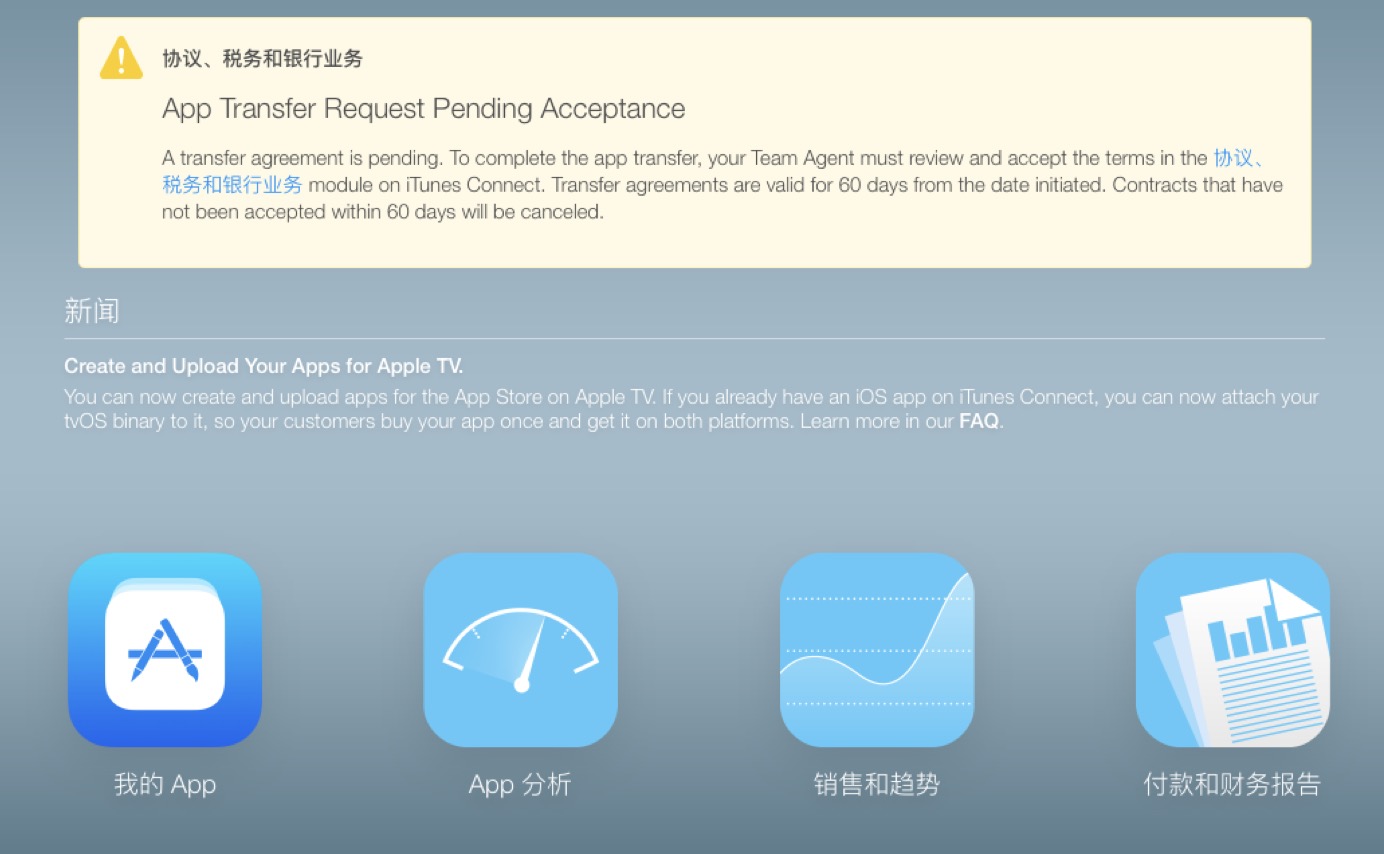 协议、税务和银行业务
App Transfer Request Pending Acceptance
A transfer agreement is pending. To complete the app transfer, your Team Agent must review and accept the terms in the 协议、
税务和银行业务 module on iTunes Connect. Transfer agreements are valid for 60 days from the date initiated. Contracts that have
not been accepted within 60 days will be canceled.
新闻
Create and Upload Your Apps for Apple TV.
You can now create and upload apps for the App Store on Apple TV. If you already have an iOS app on iTunes Connect, you can now attach your
tvOS binary to it, so your customers buy your app once and get it on both platforms. Learn more in our FAQ.
我的 App
App 分析
销售和趋势
付款和财务报告